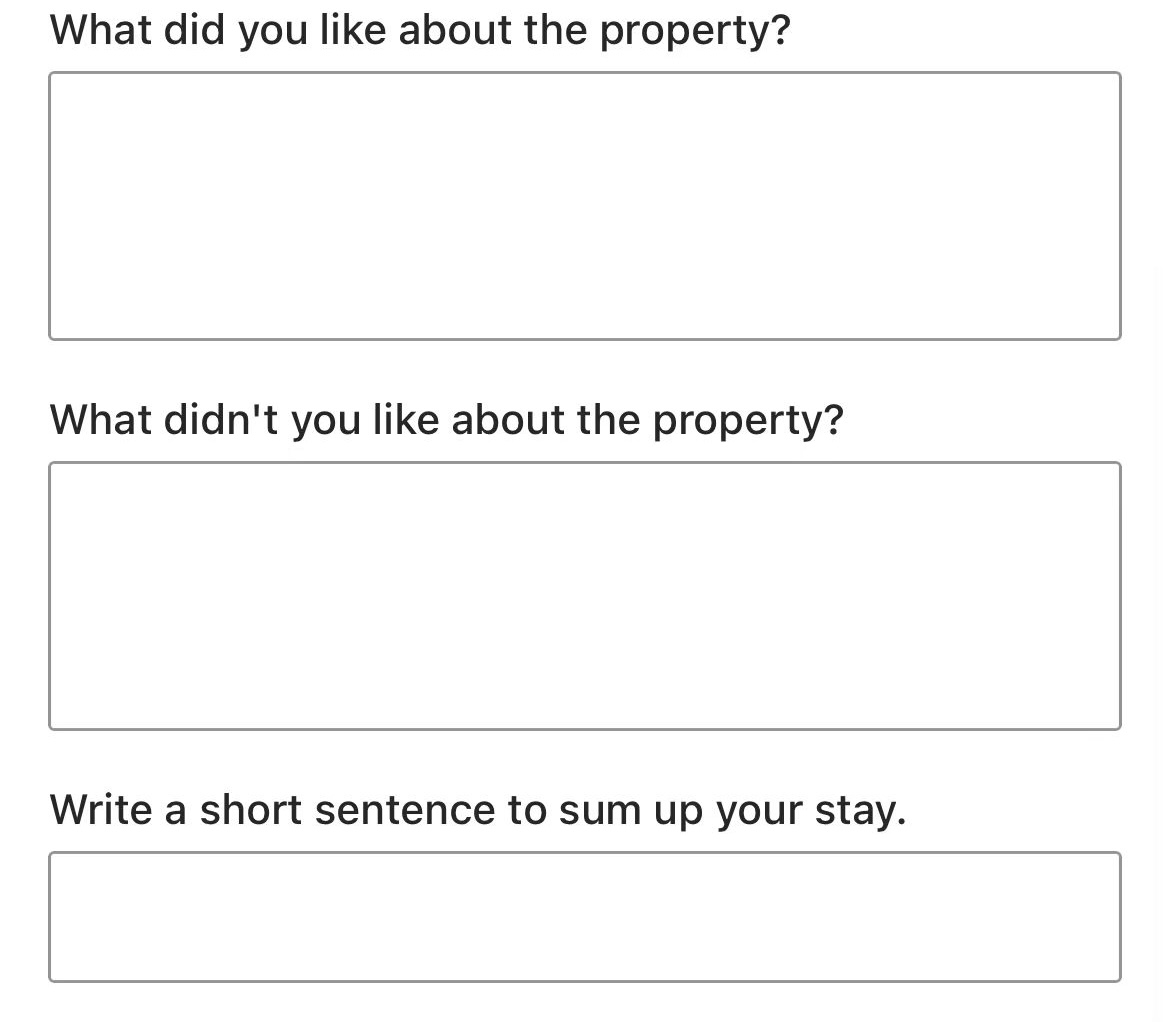 What did you like about the property?
What didn't you like about the property?
Write a short sentence to sum up your stay.